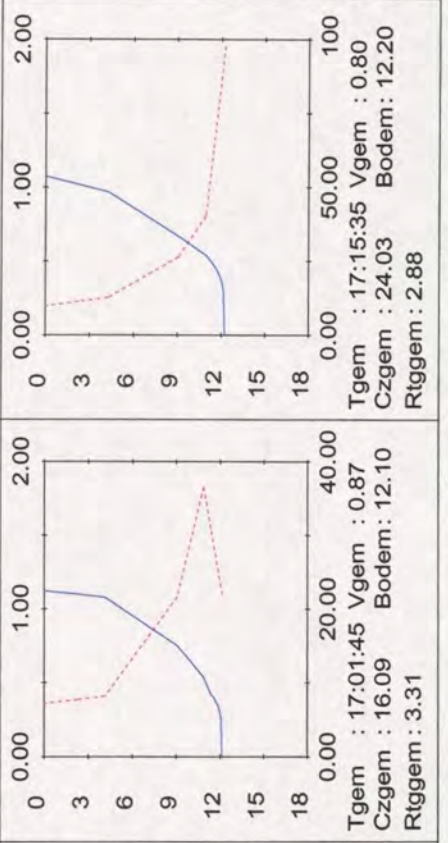 0.00 1.00 2.00
0
3
6
9
12
15
18
0.00 20.00 40.00
Tgem : 17:01:45 Vgem : 0.87
Czgem : 16.09 Bodem: 12.10
Rtggem : 3.31
0.00 1.00 2.00
0
3
6
9
12
15
18
0.00 50.00 100
Tgem : 17:15:35 Vgem : 0.80
Czgem : 24.03 Bodem: 12.20
Rtggem : 2.88